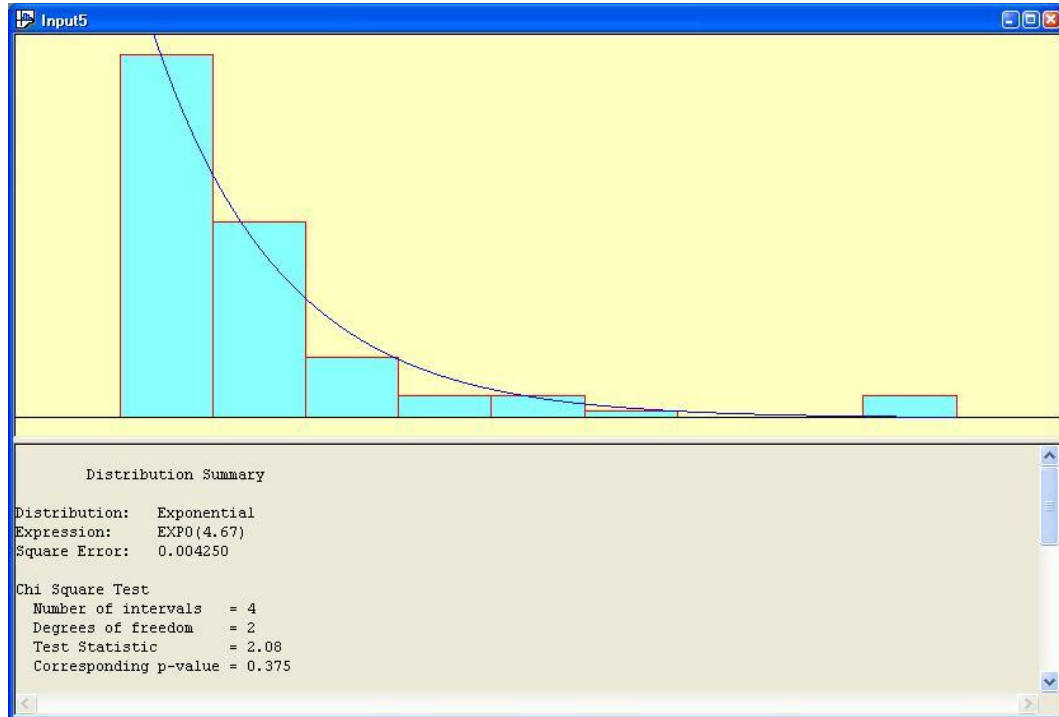 Input5
Distribution Summary
Distribution: Exponential
Expression: EXPO(4.67)
Square Error: 0.004250
Chi Square Test
Number of intervals = 4
Degrees of freedom = 2
Test Statistic = 2.08
Corresponding p-value = 0.375